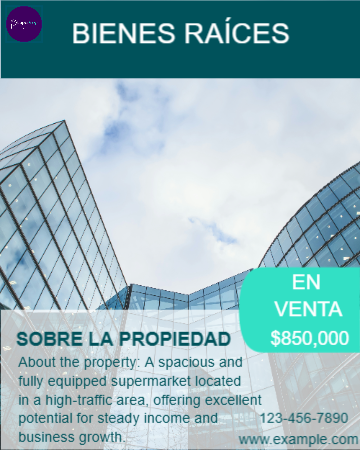 BIENES RAÍCES
EN
VENTA
$850,000
SOBRE LA PROPIEDAD
About the property: A spacious and
fully equipped supermarket located
in a high-traffic area, offering excellent
potential for steady income and
business growth.
123-456-7890
www.example.com